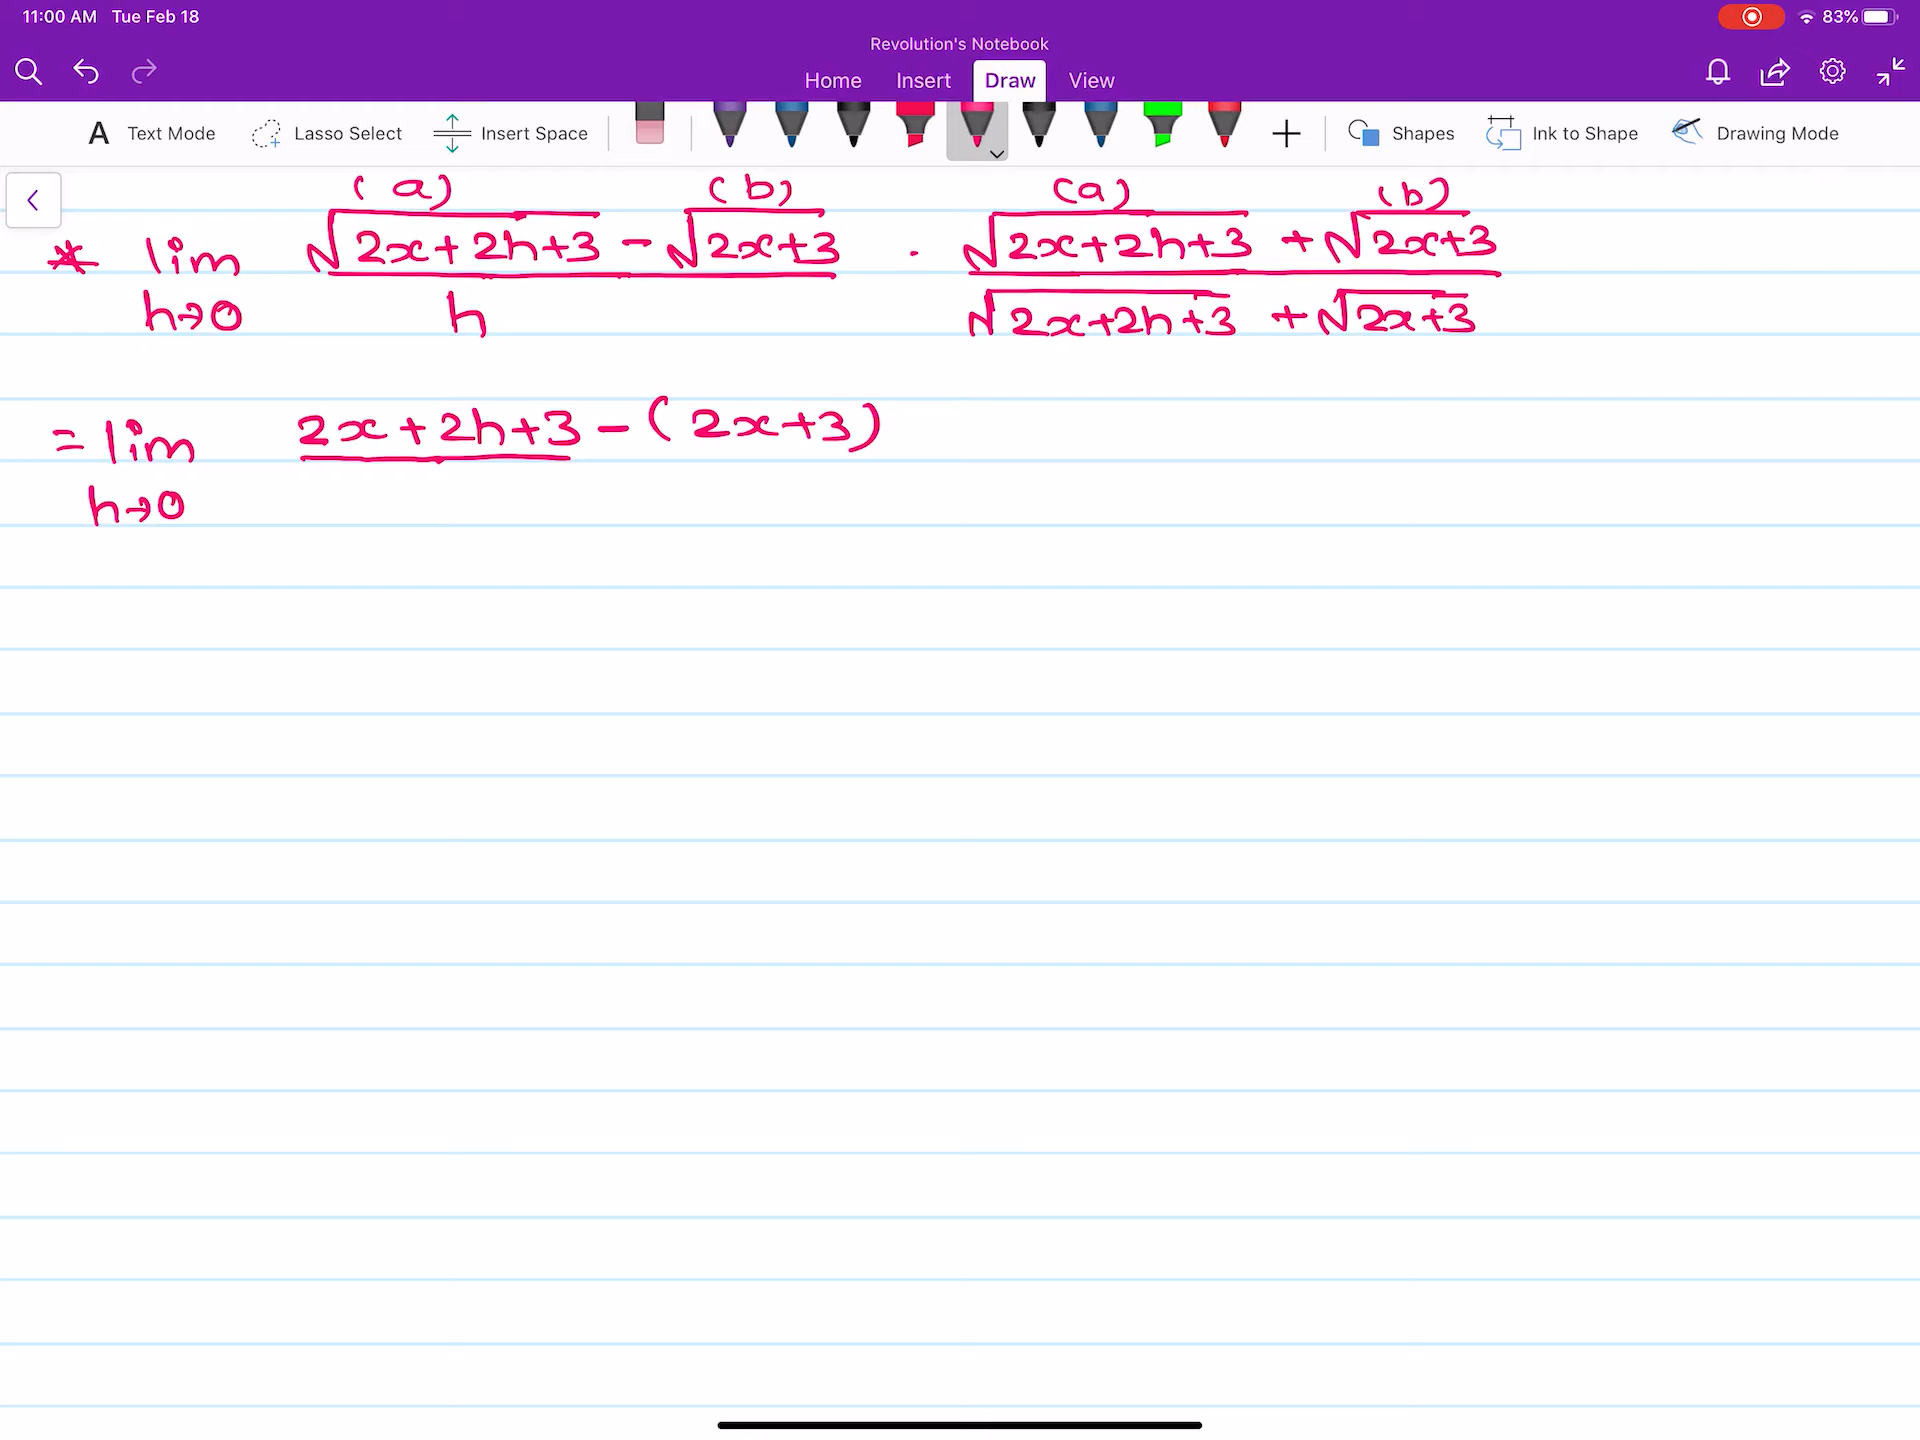 11:00 AM Tue Feb 18 83%
Revolution's Notebook
Home Insert Draw View
A Text Mode Lasso Select Insert Space Shapes Ink to Shape Drawing Mode
(a) (b) (a) (b)
* lim √2x+2h+3 - √2x+3 · √2x+2h+3 + √2x+3
h→0 h √2x+2h+3 + √2x+3
= lim 2x+2h+3-(2x+3)
h→0